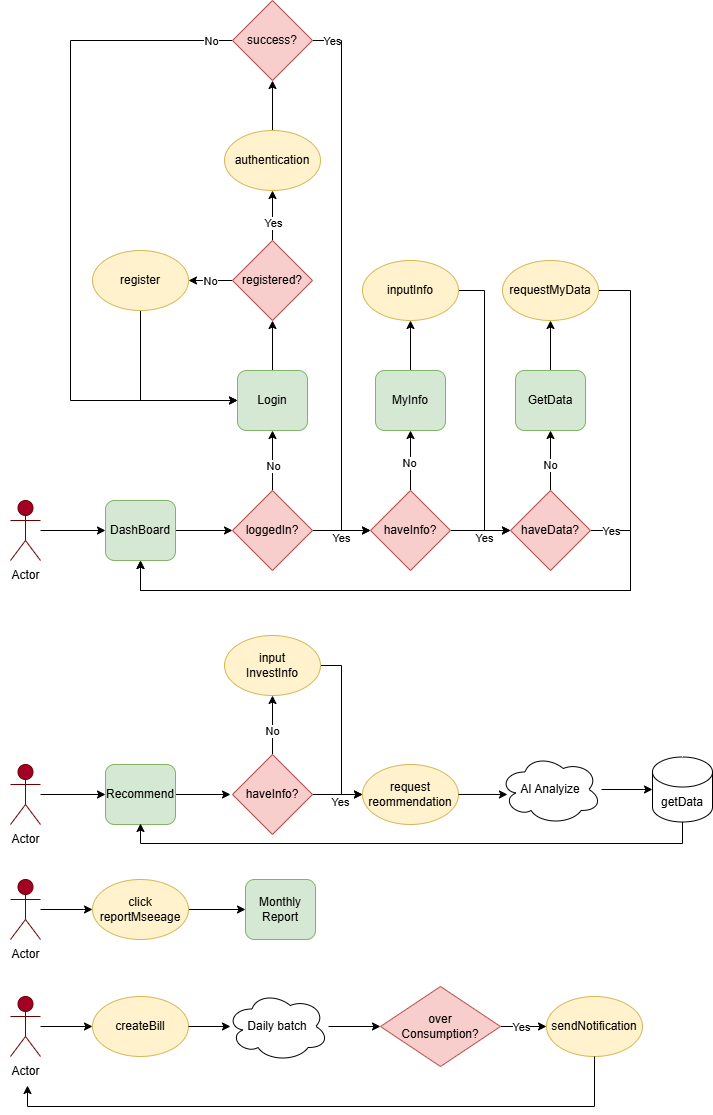 No
success?
Yes
authentication
Yes
register
No
registered?
inputInfo
requestMyData
Login
MyInfo
GetData
No
No
No
DashBoard
loggedIn?
Yes
haveInfo?
Yes
haveData?
Yes
Actor
input
InvestInfo
No
Recommend
haveInfo?
Yes
request
reommendation
AI Analyize
getData
Actor
click
reportMseeage
Monthly
Report
Actor
createBill
Daily batch
over
Consumption?
Yes
sendNotification
Actor